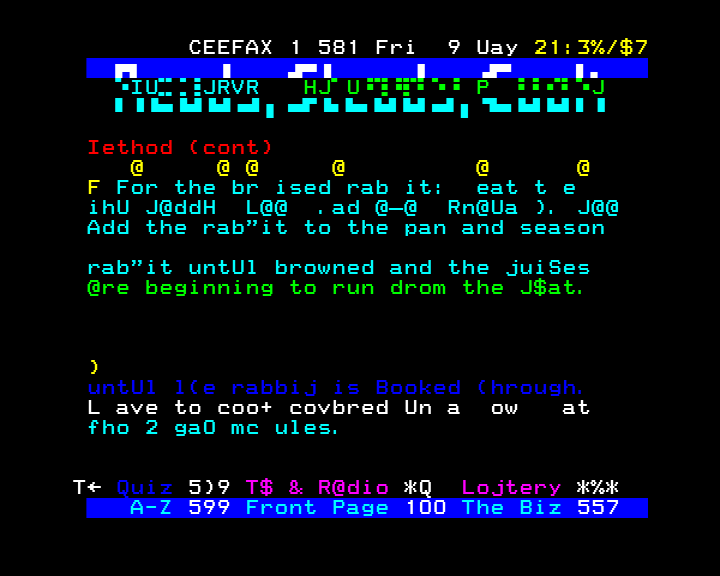 CEEFAX 1 581 Fri  9 Uay 21:3%/$7
Iethod (cont)
@ @ @ @ @ @
F For the br ised rab it:  eat t e
ihU J@ddH  L@@  .ad @—@  Rn@Ua ).  J@@
Add the rab”it to the pan and season
rab”it untUl browned and the juiSes
@re beginning to run drom the J$at.
)
untUl l(e rabbij is Booked (hrough.
L ave to coo+ covbred Un a  ow   at
fho 2 gaO mc ules.
T← Quiz 5)9 T$ & R@dio *Q  Lojtery *%*
A-Z 599 Front Page 100 The Biz 557